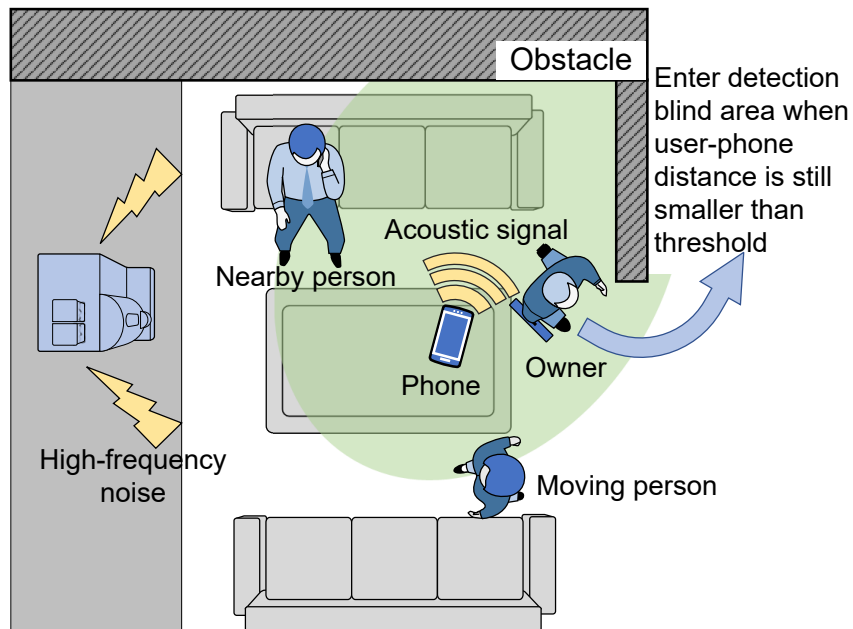 Obstacle
Enter detection
blind area when
user-phone
distance is still
smaller than
threshold
Acoustic signal
Nearby person
Phone
Owner
High-frequency
noise
Moving person